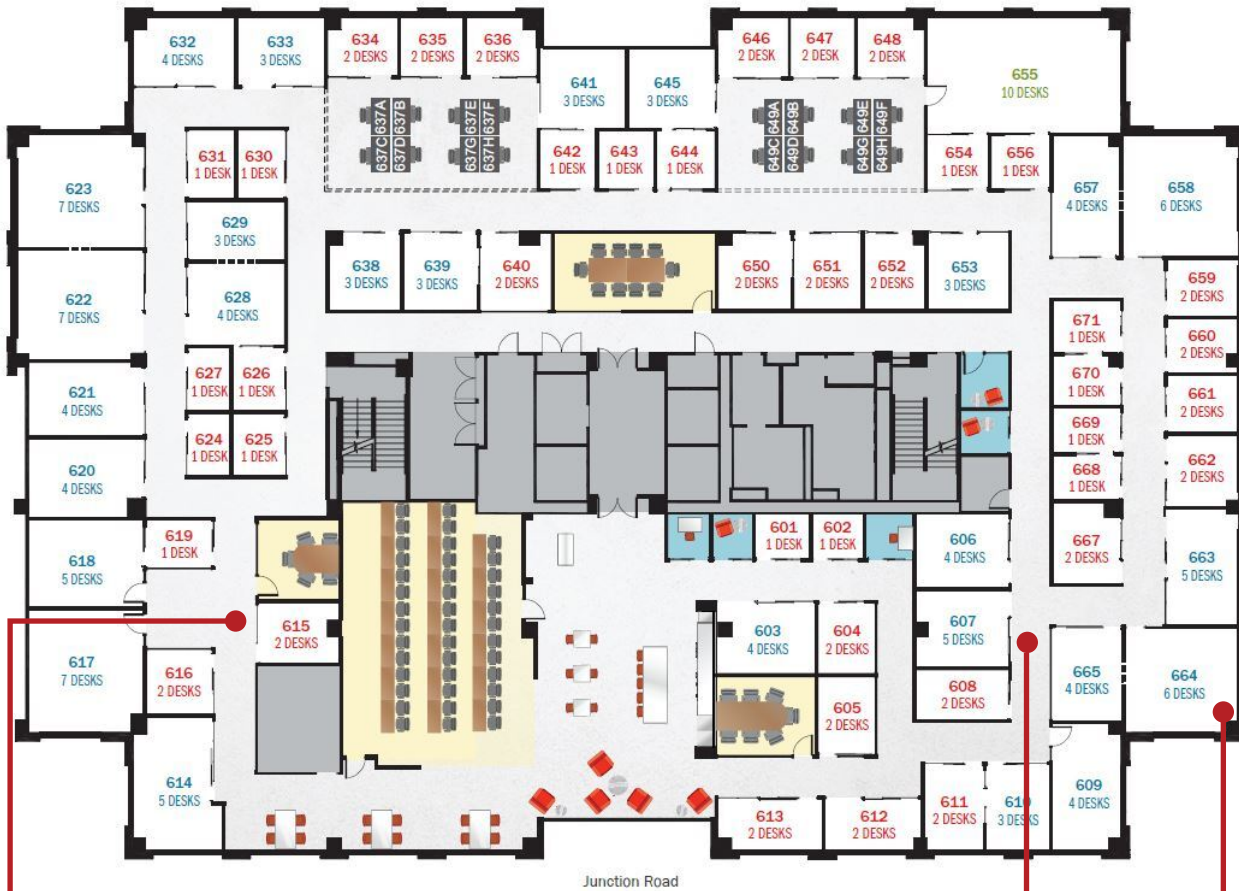 632
4 DESKS
633
3 DESKS
634
2 DESKS
635
2 DESKS
636
2 DESKS
641
3 DESKS
645
3 DESKS
646
2 DESK
647
2 DESKS
648
2 DESKS
655
10 DESKS
637A
637B
637C
637D
637E
637F
637G
637H
649A
649B
649C
649D
649E
649F
649G
649H
631
1 DESK
630
1 DESK
642
1 DESK
643
1 DESK
644
1 DESK
654
1 DESK
656
1 DESK
623
7 DESKS
657
4 DESKS
658
6 DESKS
629
3 DESKS
638
3 DESKS
639
3 DESKS
640
2 DESKS
650
2 DESKS
651
2 DESKS
652
2 DESKS
653
3 DESKS
622
7 DESKS
628
4 DESKS
659
2 DESKS
671
1 DESK
660
2 DESKS
627
1 DESK
626
1 DESK
670
1 DESK
621
4 DESKS
661
2 DESKS
624
1 DESK
625
1 DESK
669
1 DESK
620
4 DESKS
668
1 DESK
662
2 DESKS
619
1 DESK
601
1 DESK
602
1 DESK
606
4 DESKS
667
2 DESKS
618
5 DESKS
663
5 DESKS
615
2 DESKS
603
4 DESKS
604
2 DESKS
607
5 DESKS
617
7 DESKS
616
2 DESKS
665
4 DESKS
664
6 DESKS
608
2 DESKS
605
2 DESKS
614
5 DESKS
613
2 DESKS
612
2 DESKS
611
2 DESKS
610
3 DESKS
609
4 DESKS
Junction Road